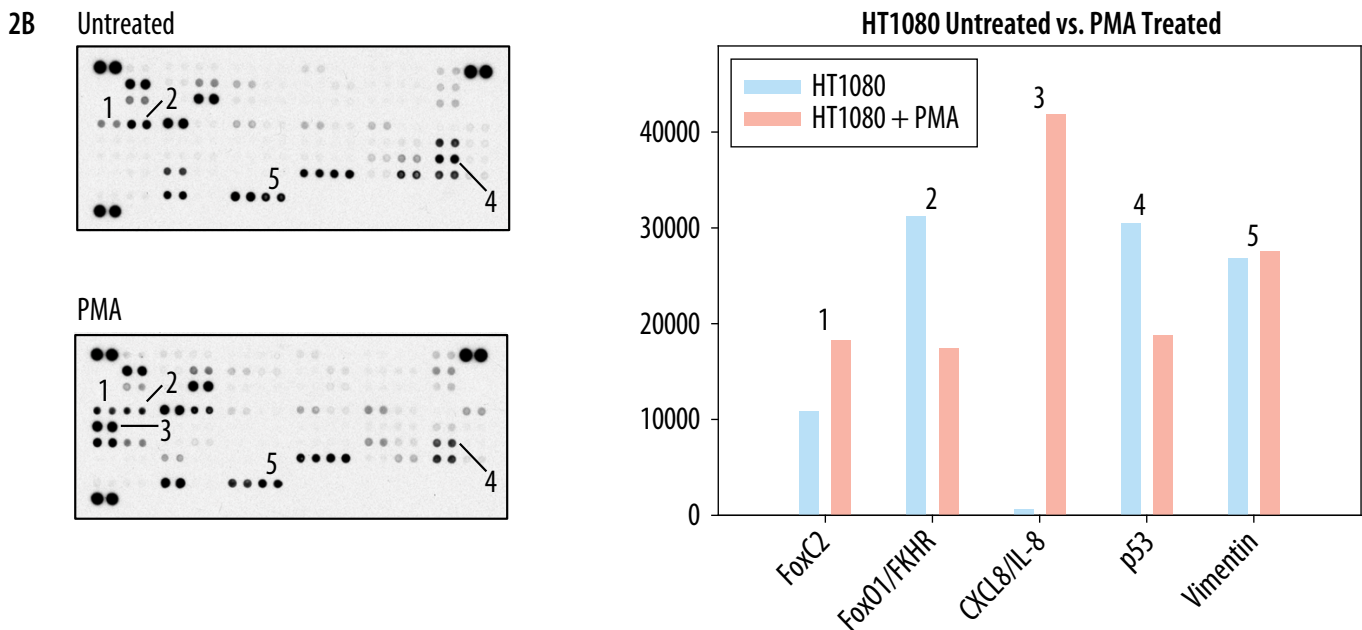 2B
Untreated
1
2
5
4
PMA
1
2
3
5
4
HT1080 Untreated vs. PMA Treated
HT1080
HT1080 + PMA
40000
30000
20000
10000
0
1
2
3
4
5
FoxC2
FoxO1/FKHR
CXCL8/IL-8
p53
Vimentin